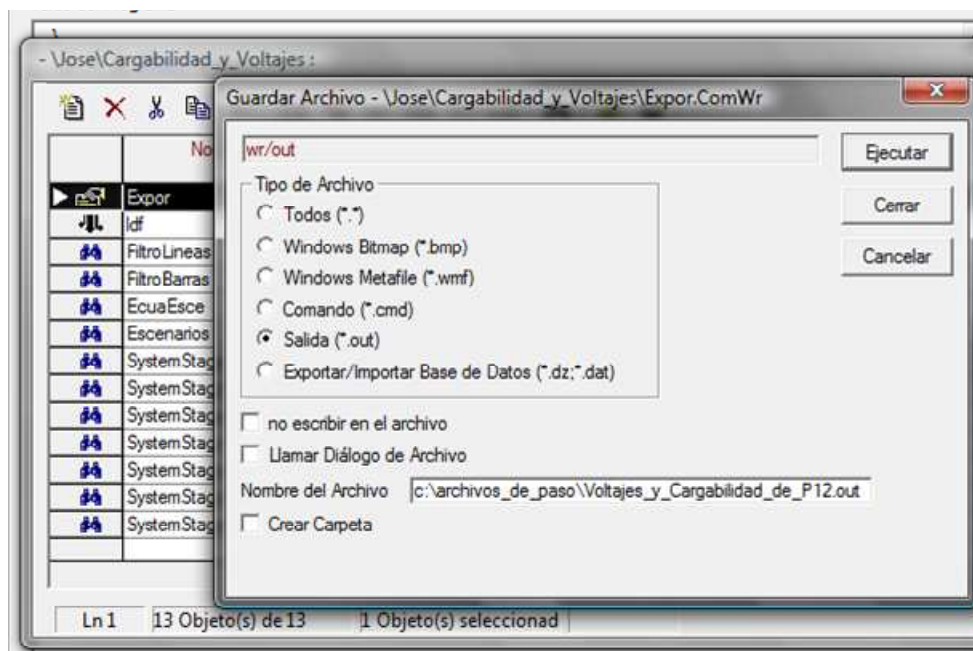 - \Jose\Cargabilidad_y_Voltajes :
Guardar Archivo - \Jose\Cargabilidad_y_Voltajes\Expor.ComWr
No
Expor
ldf
FiltroLineas
FiltroBarras
EcuaEsce
Escenarios
SystemStag
SystemStag
SystemStag
SystemStag
SystemStag
SystemStag
SystemStag
wr/out
Ejecutar
Tipo de Archivo
Todos (*.*)
Cerrar
Windows Bitmap (*.bmp)
Cancelar
Windows Metafile (*.wmf)
Comando (*.cmd)
Salida (*.out)
Exportar/Importar Base de Datos (*.dz;*.dat)
no escribir en el archivo
Llamar Diálogo de Archivo
Nombre del Archivo c:\archivos_de_paso\Voltajes_y_Cargabilidad_de_P12.out
Crear Carpeta
Ln 1 13 Objeto(s) de 13 1 Objeto(s) seleccionad